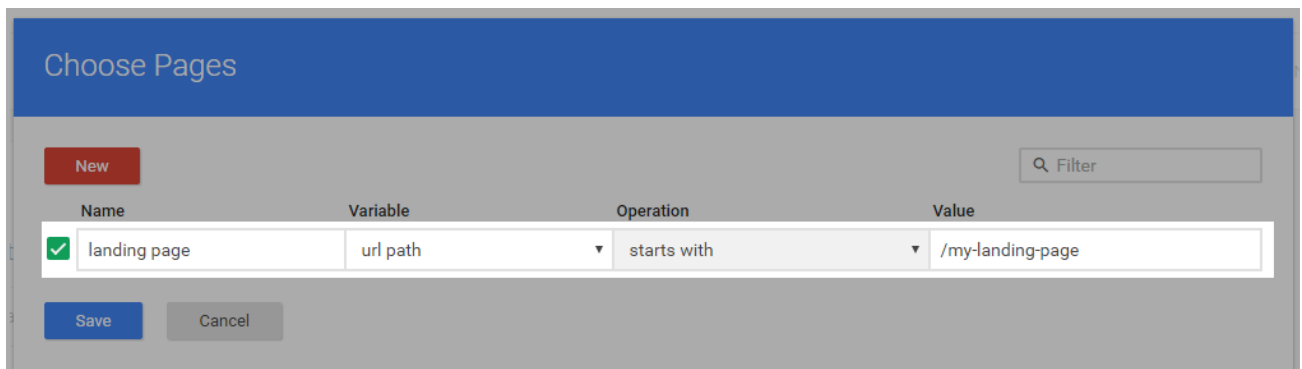 Choose Pages
New
Filter
Name Variable Operation Value
landing page url path starts with /my-landing-page
Save Cancel